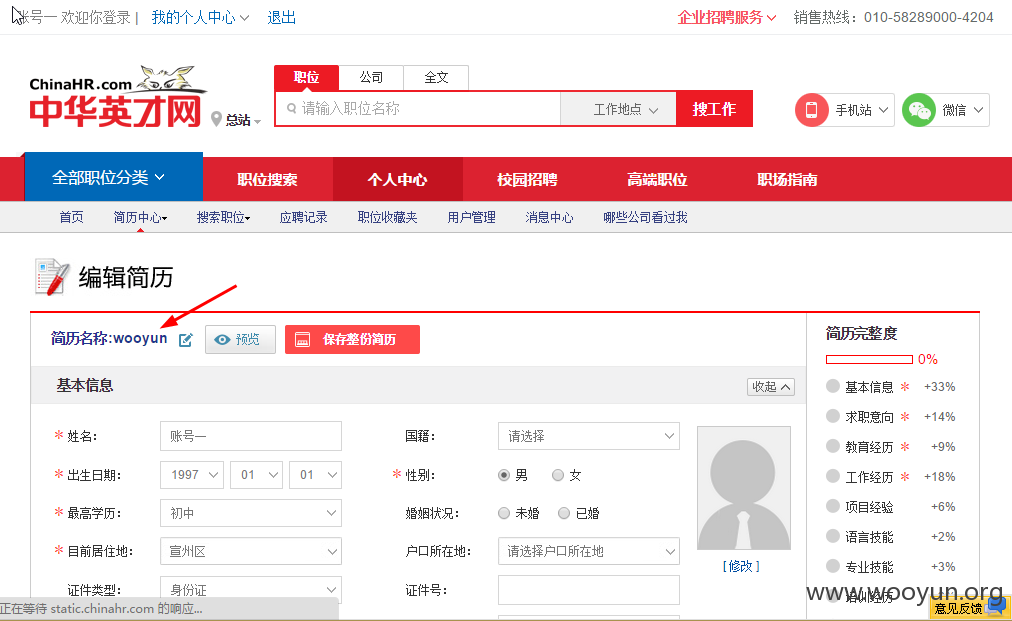 账号一 欢迎你登录 | 我的个人中心 退出 企业招聘服务 销售热线：010-58289000-4204
ChinaHR.com
中华英才网 总站
职位 公司 全文
请输入职位名称 工作地点 搜工作 手机站 微信
全部职位分类 职位搜索 个人中心 校园招聘 高端职位 职场指南
首页 简历中心 搜索职位 应聘记录 职位收藏夹 用户管理 消息中心 哪些公司看过我
编辑简历
简历名称:wooyun 预览 保存整份简历 简历完整度
0%
基本信息 收起 基本信息 * +33%
求职意向 * +14%
* 姓名: 账号一 国籍: 请选择 教育经历 * +9%
* 出生日期: 1997 01 01 * 性别: 男 女 工作经历 * +18%
* 最高学历: 初中 婚姻状况: 未婚 已婚 项目经验 +6%
语言技能 +2%
* 目前居住地: 宣州区 户口所在地: 请选择户口所在地 [修改] 专业技能 +3%
证件类型: 身份证 证件号: 培训经历
www.wooyun.org
正在等待 static.chinahr.com 的响应... 意见反馈